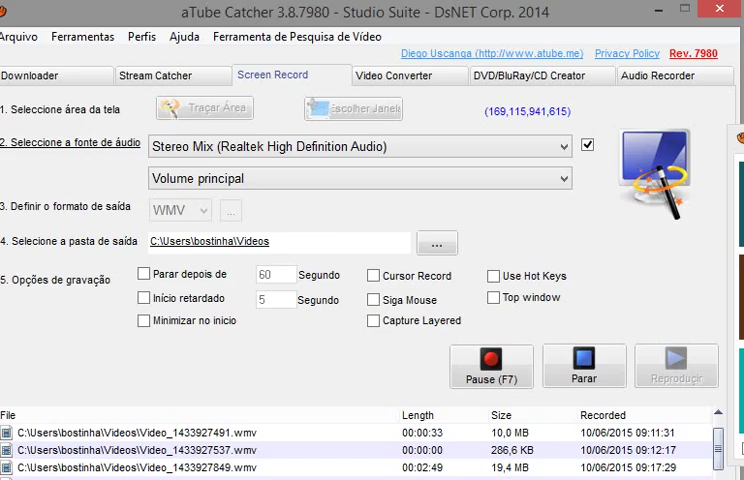 aTube Catcher 3.8.7980 - Studio Suite - DsNET Corp. 2014
Arquivo Ferramentas Perfis Ajuda Ferramenta de Pesquisa de Vídeo
Diego Uscanga (http://www.atube.me) Privacy Policy Rev. 7980
Downloader Stream Catcher Screen Record Video Converter DVD/BluRay/CD Creator Audio Recorder
1. Seleccione área da tela Traçar Área Escolher Janela (169,115,941,615)
2. Seleccione a fonte de áudio Stereo Mix (Realtek High Definition Audio)
Volume principal
3. Definir o formato de saída WMV ...
4. Selecione a pasta de saída C:\Users\bostinha\Videos ...
5. Opções de gravação Parar depois de 60 Segundo Cursor Record Use Hot Keys
Início retardado 5 Segundo Siga Mouse Top window
Minimizar no inicio Capture Layered
Pause (F7) Parar Reproduçir
File Length Size Recorded
C:\Users\bostinha\Videos\Video_1433927491.wmv 00:00:33 10,0 MB 10/06/2015 09:11:31
C:\Users\bostinha\Videos\Video_1433927537.wmv 00:00:00 286,6 KB 10/06/2015 09:12:17
C:\Users\bostinha\Videos\Video_1433927849.wmv 00:02:49 19,4 MB 10/06/2015 09:17:29